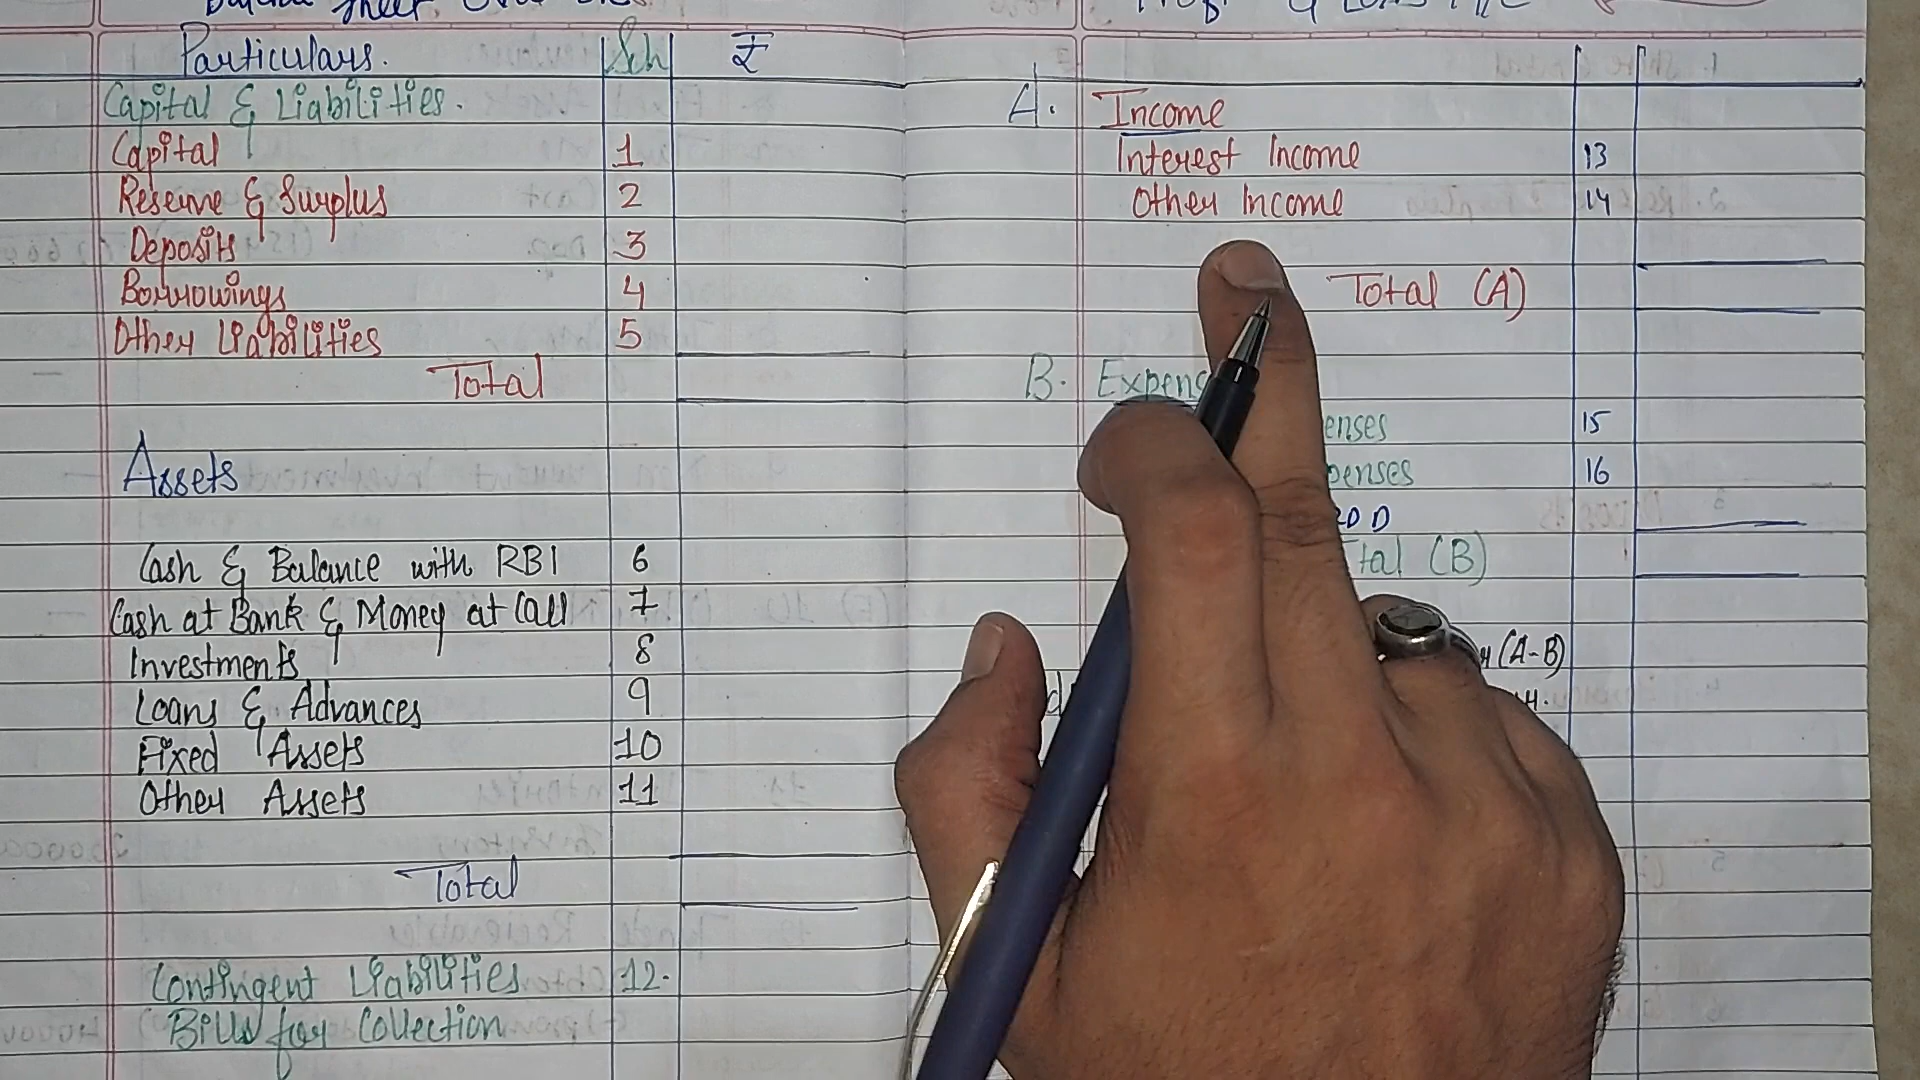 Particulars. Sch ₹
Capital & Liabilities.
Capital 1
Reserve & Surplus 2
Deposits 3
Borrowings 4
Other Liabilities 5
Total
Assets
Cash & Balance with RBI 6
Cash at Bank & Money at Call 7
Investments 8
Loans & Advances 9
Fixed Assets 10
Other Assets 11
Total
Contingent Liabilities 12.
Bills for Collection
A. Income
Interest Income 13
Other Income 14
Total (A)
B. Expens
enses 15
penses 16
DD
tal (B)
(A-B)